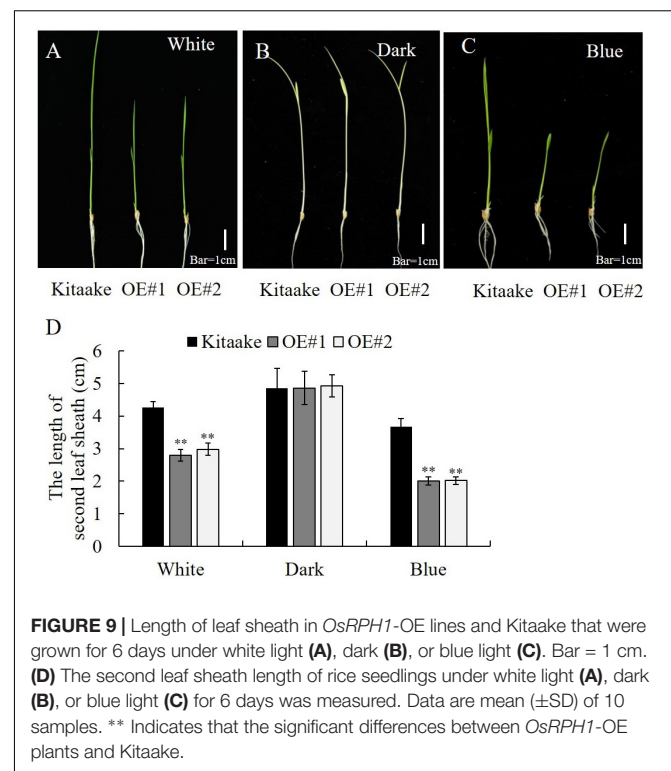 A White
B Dark
C Blue
Bar=1cm
Bar=1cm
Bar=1cm
Kitaake OE#1 OE#2
Kitaake OE#1 OE#2
Kitaake OE#1 OE#2
D
Kitaake OE#1 OE#2
The length of
second leaf sheath (cm)
6
5
4
3
2
1
0
** **
** **
White Dark Blue
FIGURE 9 | Length of leaf sheath in OsRPH1-OE lines and Kitaake that were
grown for 6 days under white light (A), dark (B), or blue light (C). Bar = 1 cm.
(D) The second leaf sheath length of rice seedlings under white light (A), dark
(B), or blue light (C) for 6 days was measured. Data are mean (±SD) of 10
samples. ** Indicates that the significant differences between OsRPH1-OE
plants and Kitaake.